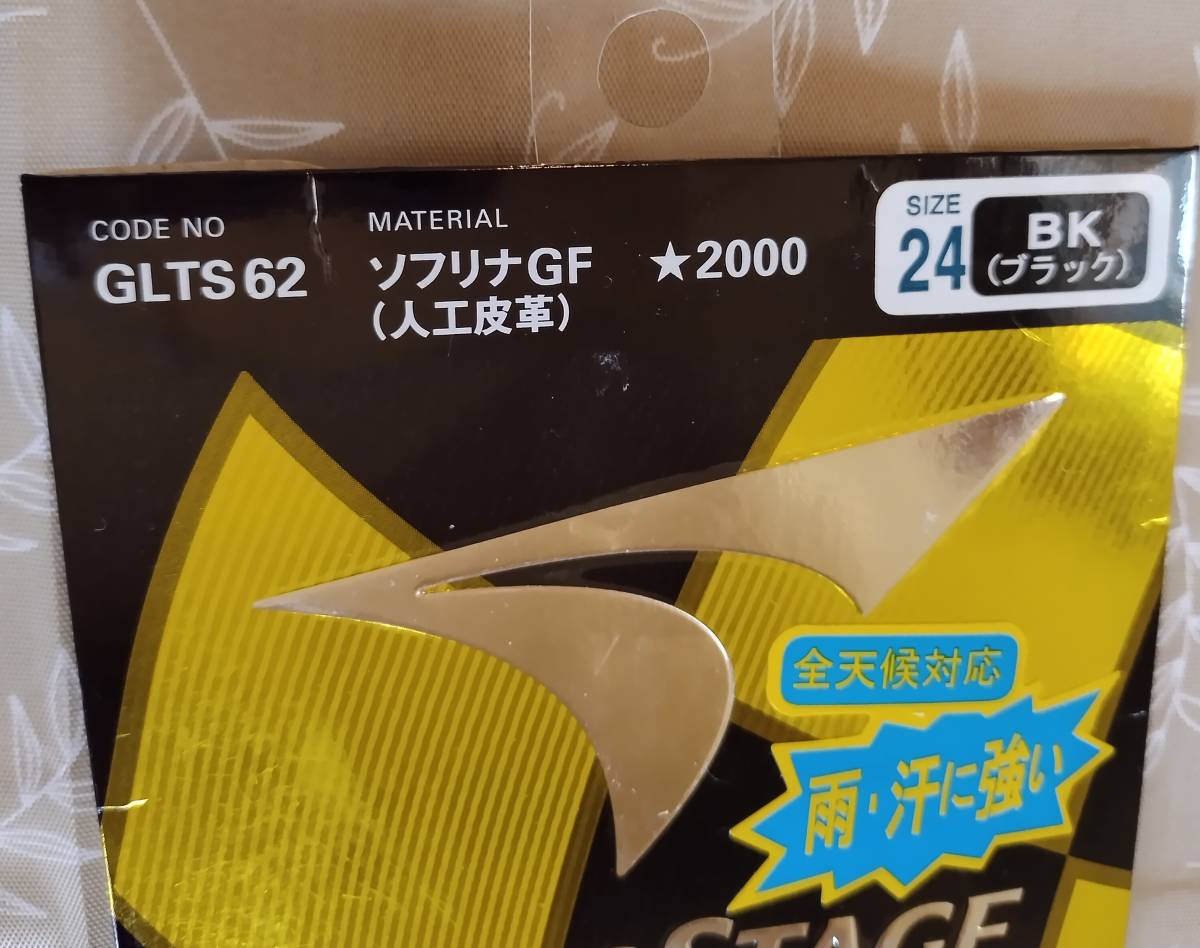 CODE NO
GLTS62
MATERIAL
ソフリナGF
(人工皮革)
★2000
SIZE
24
BK
(ブラック)
全天候対応
雨・汗に強い
STAGE